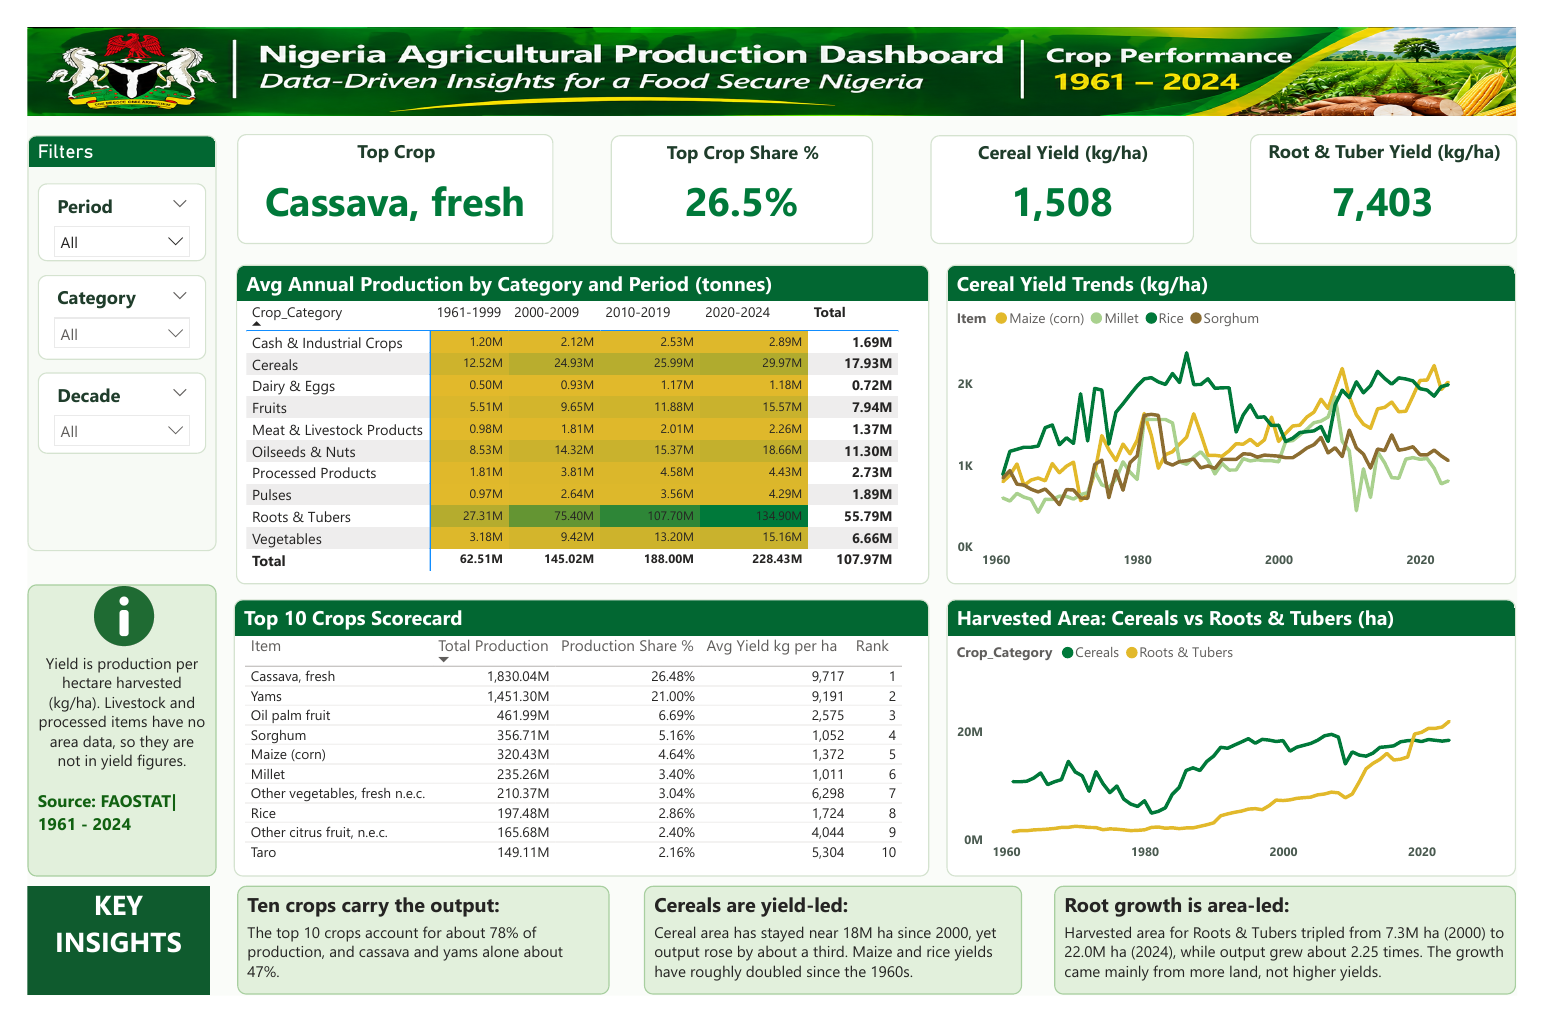 Nigeria Agricultural Production Dashboard
Data-Driven Insights for a Food Secure Nigeria
Crop Performance
1961 – 2024
Filters
Period
All
Category
All
Decade
All
Top Crop
Cassava, fresh
Top Crop Share %
26.5%
Cereal Yield (kg/ha)
1,508
Root & Tuber Yield (kg/ha)
7,403
Avg Annual Production by Category and Period (tonnes)
Crop_Category 1961-1999 2000-2009 2010-2019 2020-2024 Total
Cash & Industrial Crops 1.20M 2.12M 2.53M 2.89M 1.69M
Cereals 12.52M 24.93M 25.99M 29.97M 17.93M
Dairy & Eggs 0.50M 0.93M 1.17M 1.18M 0.72M
Fruits 5.51M 9.65M 11.88M 15.57M 7.94M
Meat & Livestock Products 0.98M 1.81M 2.01M 2.26M 1.37M
Oilseeds & Nuts 8.53M 14.32M 15.37M 18.66M 11.30M
Processed Products 1.81M 3.81M 4.58M 4.43M 2.73M
Pulses 0.97M 2.64M 3.56M 4.29M 1.89M
Roots & Tubers 27.31M 75.40M 107.70M 134.90M 55.79M
Vegetables 3.18M 9.42M 13.20M 15.16M 6.66M
Total 62.51M 145.02M 188.00M 228.43M 107.97M
Cereal Yield Trends (kg/ha)
Item Maize (corn) Millet Rice Sorghum
2K
1K
0K
1960 1980 2000 2020
Yield is production per
hectare harvested
(kg/ha). Livestock and
processed items have no
area data, so they are
not in yield figures.
Source: FAOSTAT|
1961 - 2024
Top 10 Crops Scorecard
Item Total Production Production Share % Avg Yield kg per ha Rank
Cassava, fresh 1,830.04M 26.48% 9,717 1
Yams 1,451.30M 21.00% 9,191 2
Oil palm fruit 461.99M 6.69% 2,575 3
Sorghum 356.71M 5.16% 1,052 4
Maize (corn) 320.43M 4.64% 1,372 5
Millet 235.26M 3.40% 1,011 6
Other vegetables, fresh n.e.c. 210.37M 3.04% 6,298 7
Rice 197.48M 2.86% 1,724 8
Other citrus fruit, n.e.c. 165.68M 2.40% 4,044 9
Taro 149.11M 2.16% 5,304 10
Harvested Area: Cereals vs Roots & Tubers (ha)
Crop_Category Cereals Roots & Tubers
20M
0M
1960 1980 2000 2020
KEY
INSIGHTS
Ten crops carry the output:
The top 10 crops account for about 78% of
production, and cassava and yams alone about
47%.
Cereals are yield-led:
Cereal area has stayed near 18M ha since 2000, yet
output rose by about a third. Maize and rice yields
have roughly doubled since the 1960s.
Root growth is area-led:
Harvested area for Roots & Tubers tripled from 7.3M ha (2000) to
22.0M ha (2024), while output grew about 2.25 times. The growth
came mainly from more land, not higher yields.